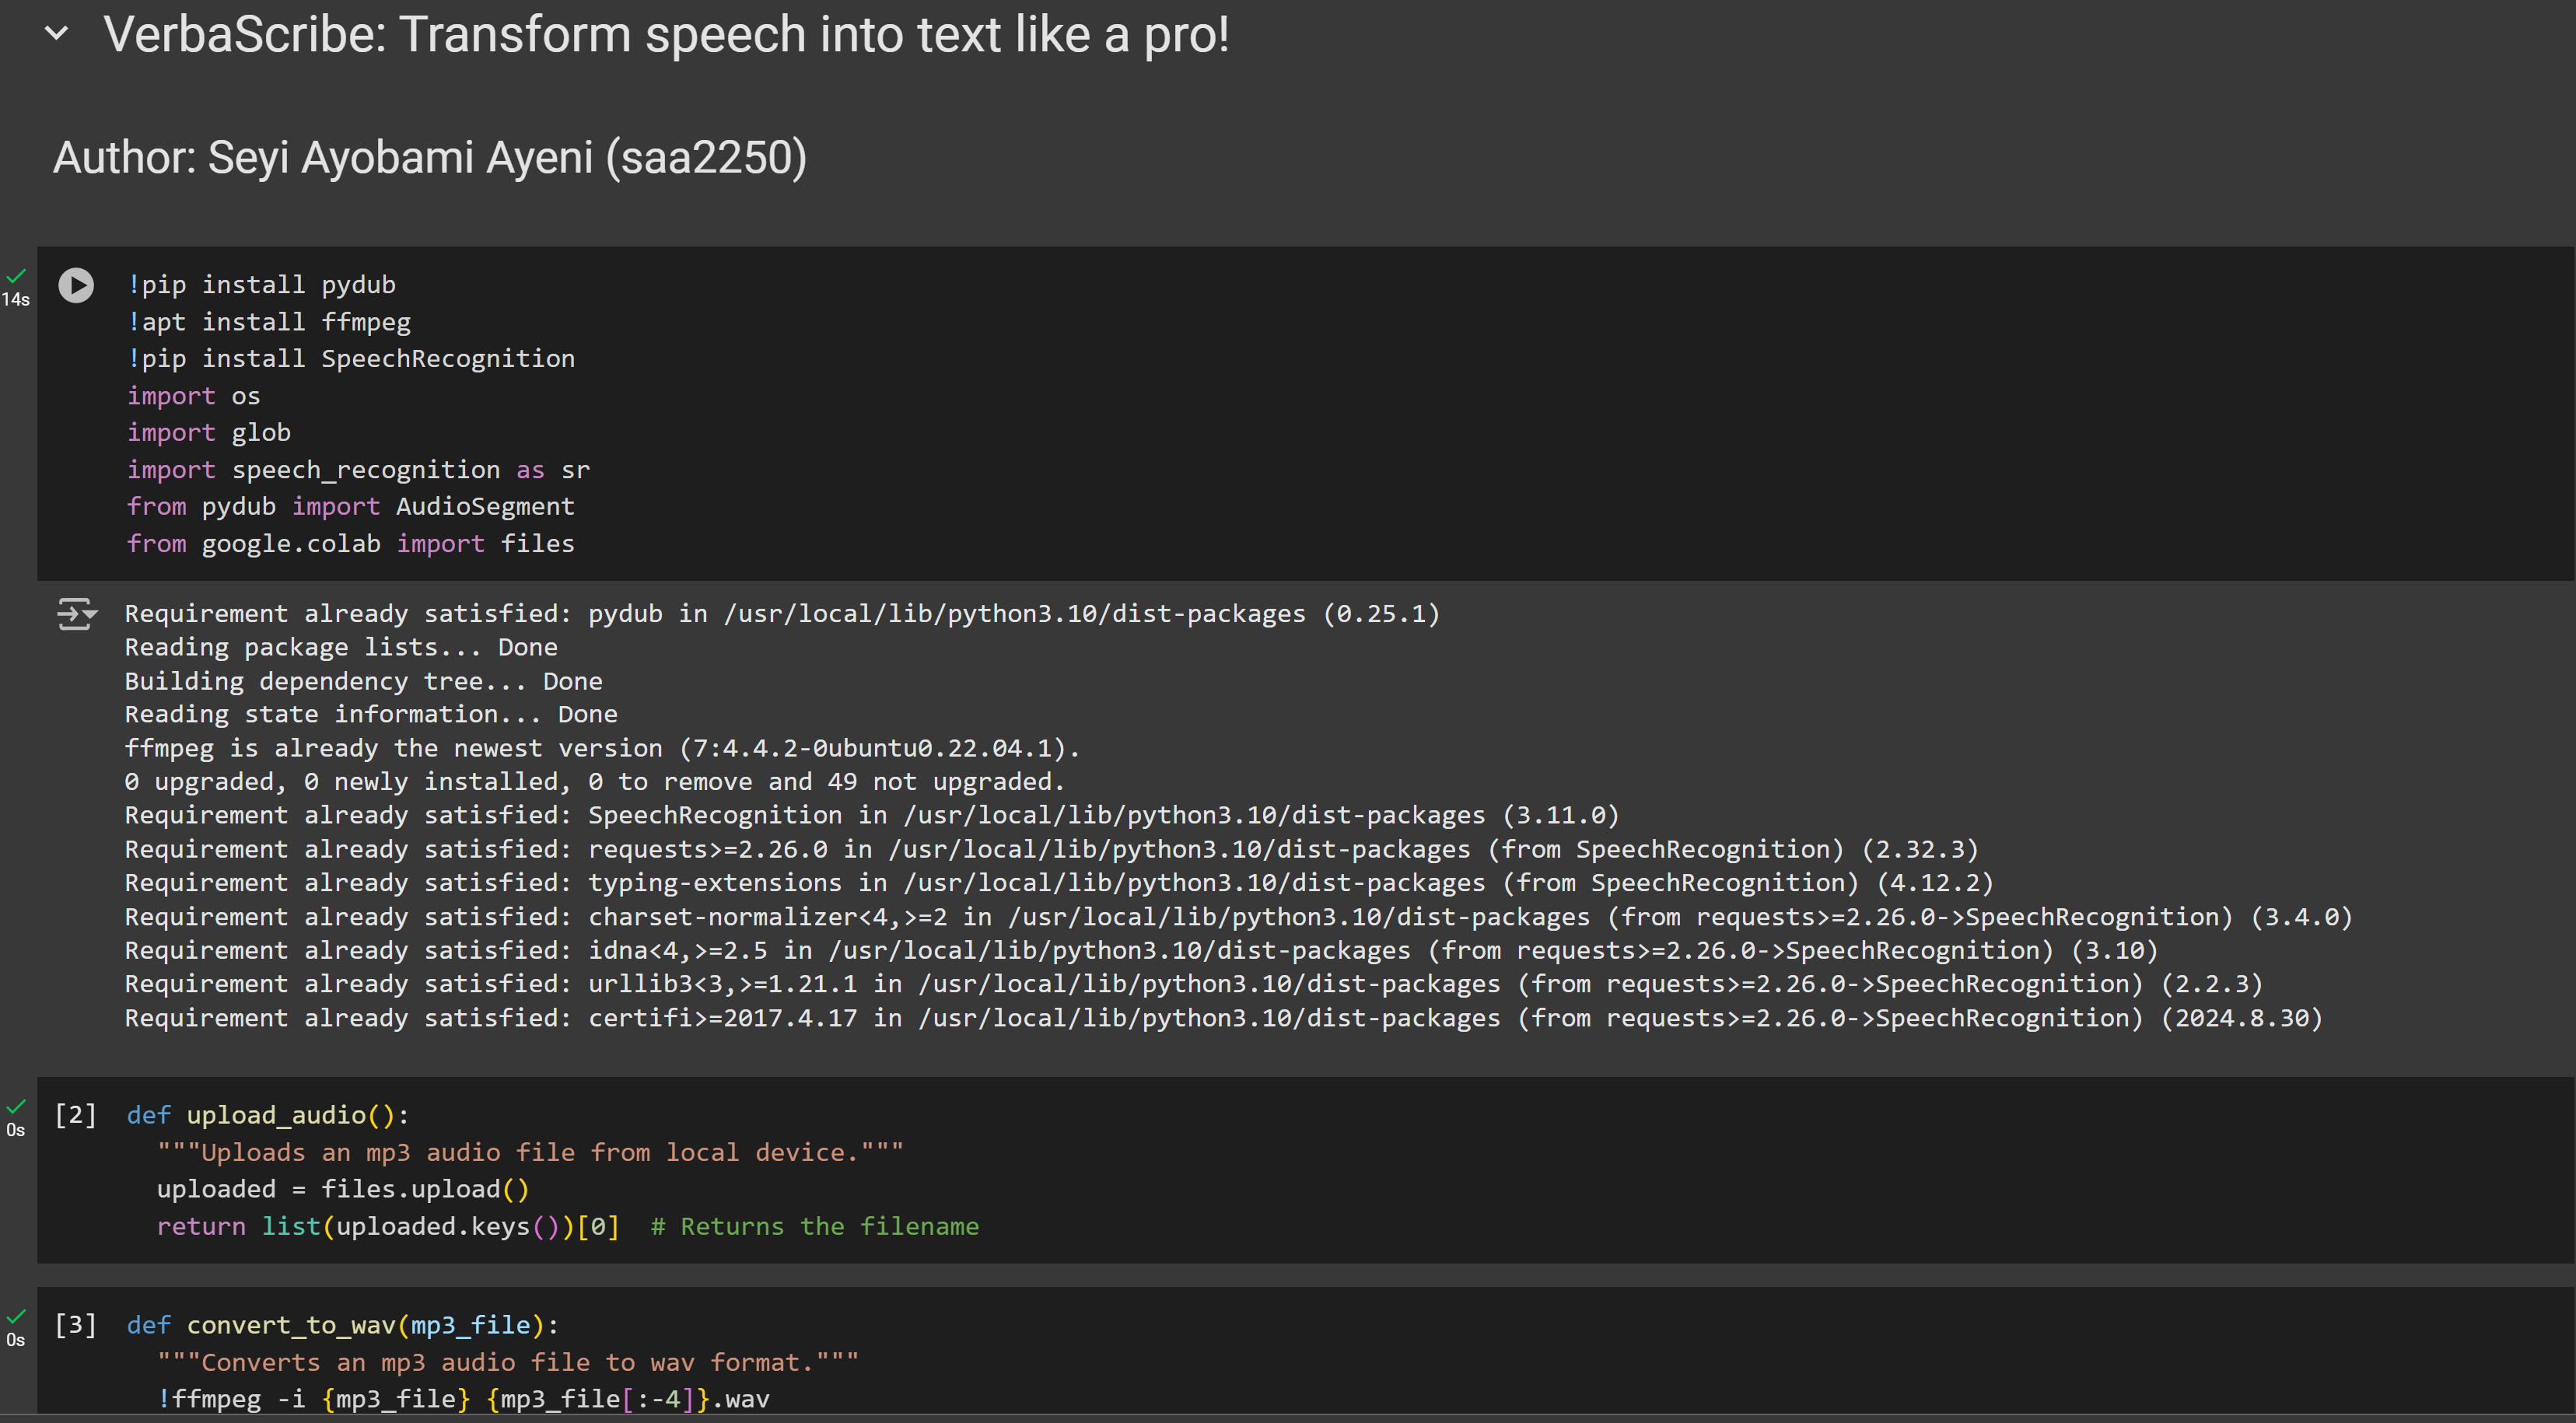 VerbaScribe: Transform speech into text like a pro!
Author: Seyi Ayobami Ayeni (saa2250)
14s
!pip install pydub
!apt install ffmpeg
!pip install SpeechRecognition
import os
import glob
import speech_recognition as sr
from pydub import AudioSegment
from google.colab import files
Requirement already satisfied: pydub in /usr/local/lib/python3.10/dist-packages (0.25.1)
Reading package lists... Done
Building dependency tree... Done
Reading state information... Done
ffmpeg is already the newest version (7:4.4.2-0ubuntu0.22.04.1).
0 upgraded, 0 newly installed, 0 to remove and 49 not upgraded.
Requirement already satisfied: SpeechRecognition in /usr/local/lib/python3.10/dist-packages (3.11.0)
Requirement already satisfied: requests>=2.26.0 in /usr/local/lib/python3.10/dist-packages (from SpeechRecognition) (2.32.3)
Requirement already satisfied: typing-extensions in /usr/local/lib/python3.10/dist-packages (from SpeechRecognition) (4.12.2)
Requirement already satisfied: charset-normalizer<4,>=2 in /usr/local/lib/python3.10/dist-packages (from requests>=2.26.0->SpeechRecognition) (3.4.0)
Requirement already satisfied: idna<4,>=2.5 in /usr/local/lib/python3.10/dist-packages (from requests>=2.26.0->SpeechRecognition) (3.10)
Requirement already satisfied: urllib3<3,>=1.21.1 in /usr/local/lib/python3.10/dist-packages (from requests>=2.26.0->SpeechRecognition) (2.2.3)
Requirement already satisfied: certifi>=2017.4.17 in /usr/local/lib/python3.10/dist-packages (from requests>=2.26.0->SpeechRecognition) (2024.8.30)
[2] def upload_audio():
0s
"""Uploads an mp3 audio file from local device."""
uploaded = files.upload()
return list(uploaded.keys())[0]  # Returns the filename
[3] def convert_to_wav(mp3_file):
0s
"""Converts an mp3 audio file to wav format."""
!ffmpeg -i {mp3_file} {mp3_file[:-4]}.wav